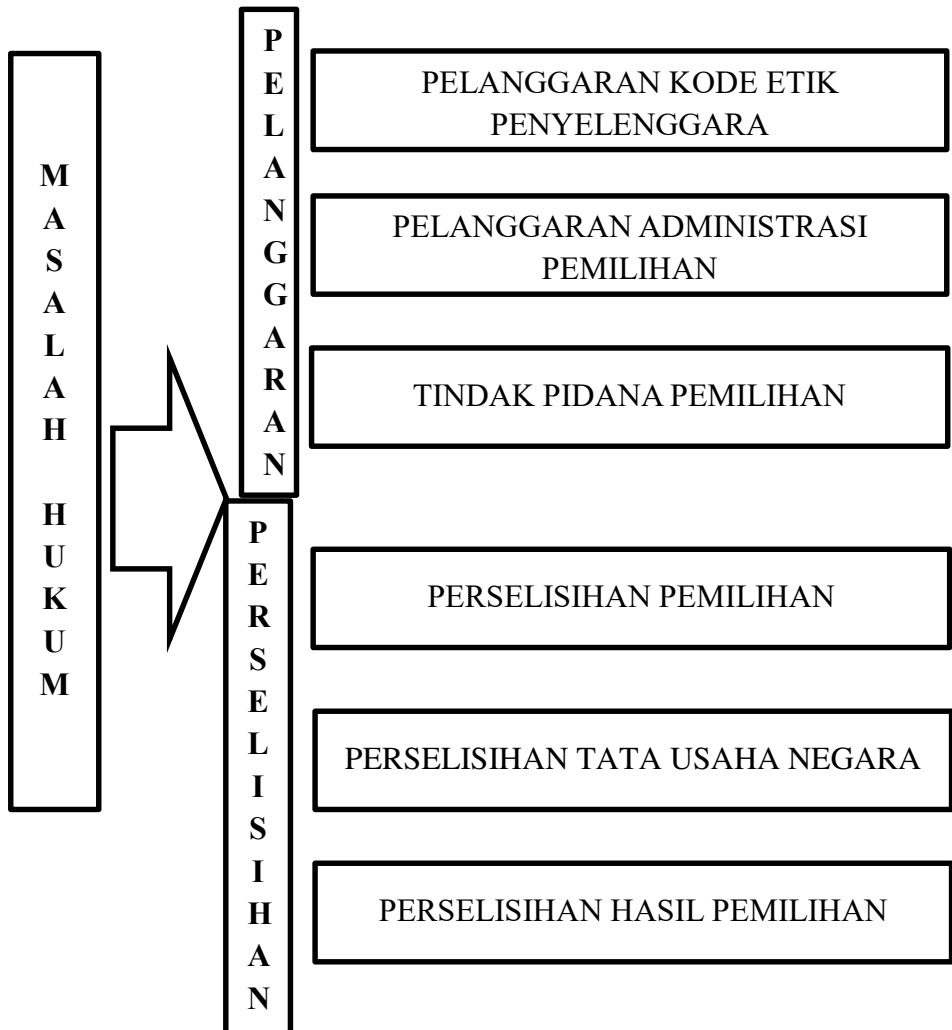 MASALAH HUKUM
PELANGGARAN
PELANGGARAN KODE ETIK
PENYELENGGARA
PELANGGARAN ADMINISTRASI
PEMILIHAN
TINDAK PIDANA PEMILIHAN
PERSELISIHAN
PERSELISIHAN PEMILIHAN
PERSELISIHAN TATA USAHA NEGARA
PERSELISIHAN HASIL PEMILIHAN